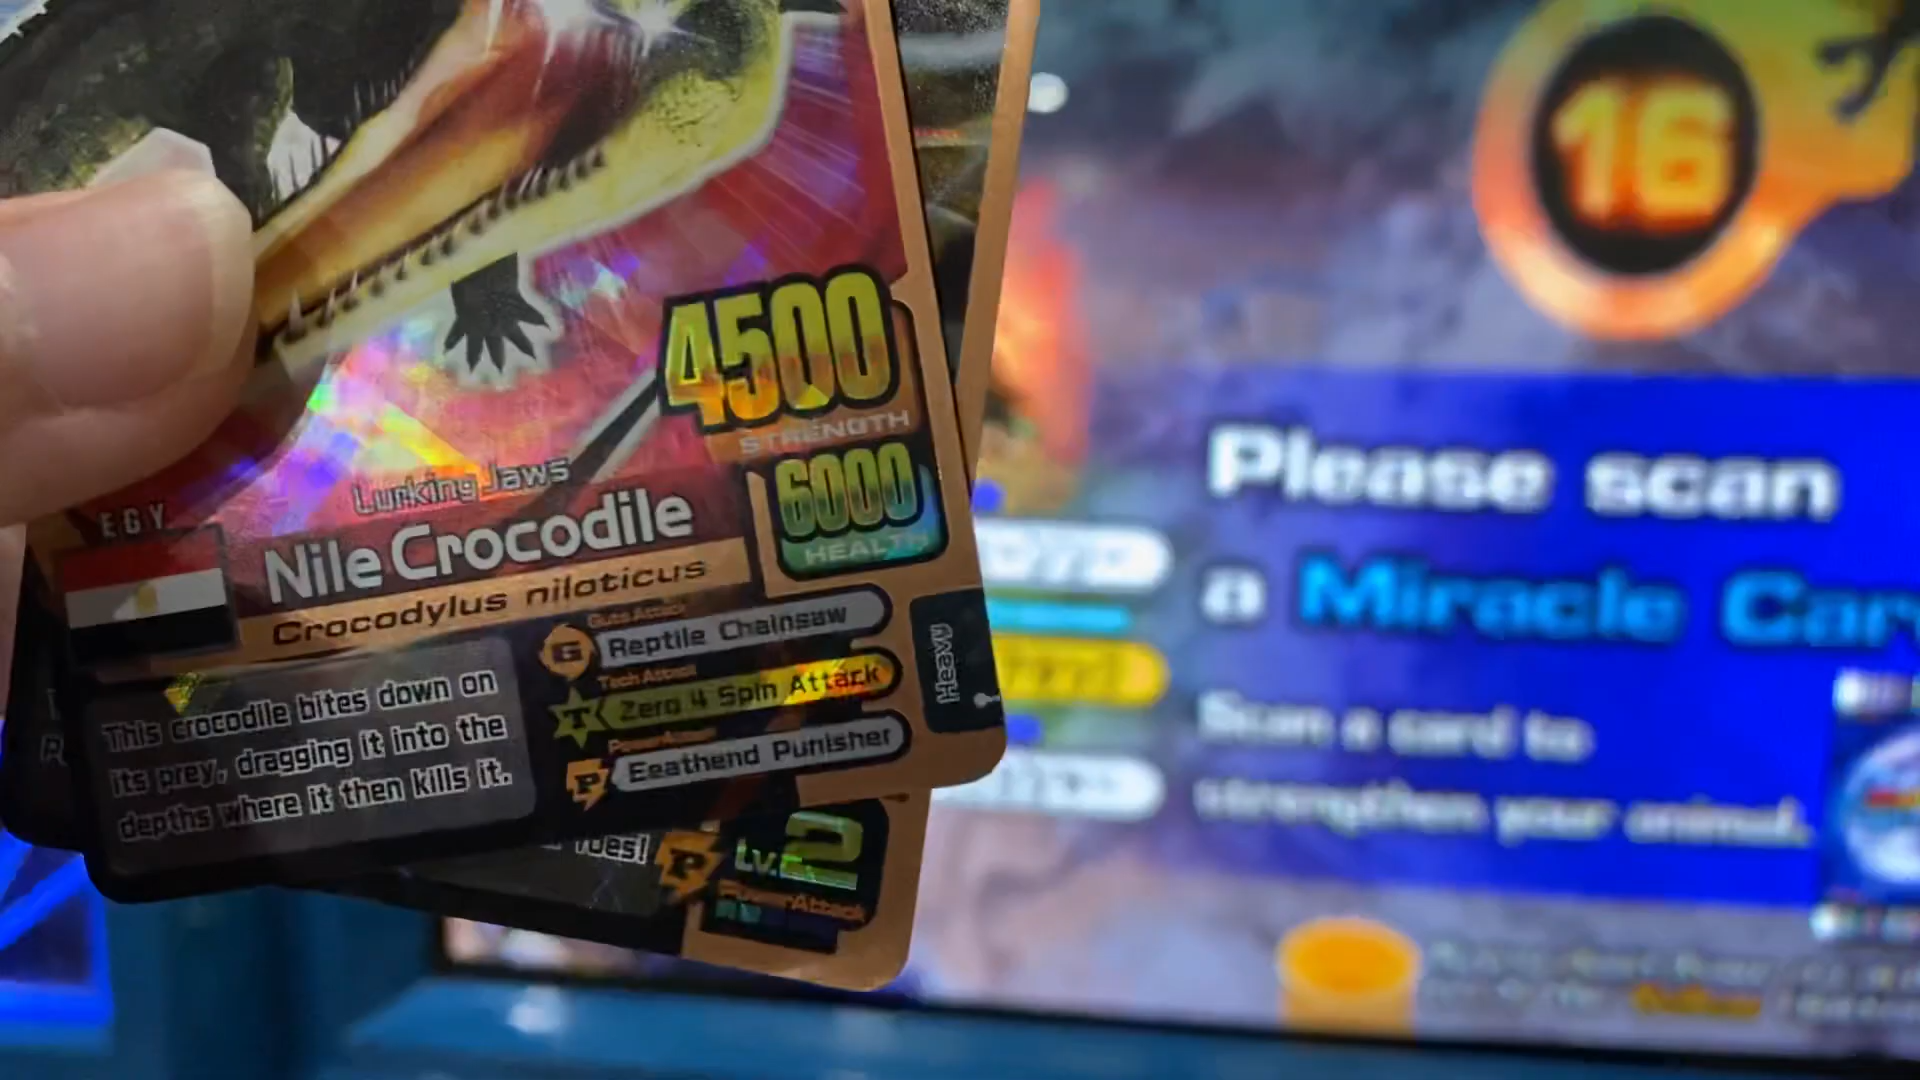 4500
STRENGTH
6000
HEALTH
Lurking Jaws
EGY
Nile Crocodile
Crocodylus niloticus
This crocodile bites down on
its prey, dragging it into the
depths where it then kills it.
Guts Attack
G Reptile Chainsaw
Tech Attack
T Zero 4 Spin Attack
Power Attack
P Eeathend Punisher
Heavy
P Lv. 2
Power Attack
16
Please scan
a Miracle Car
Scan a card to
strengthen your animal.